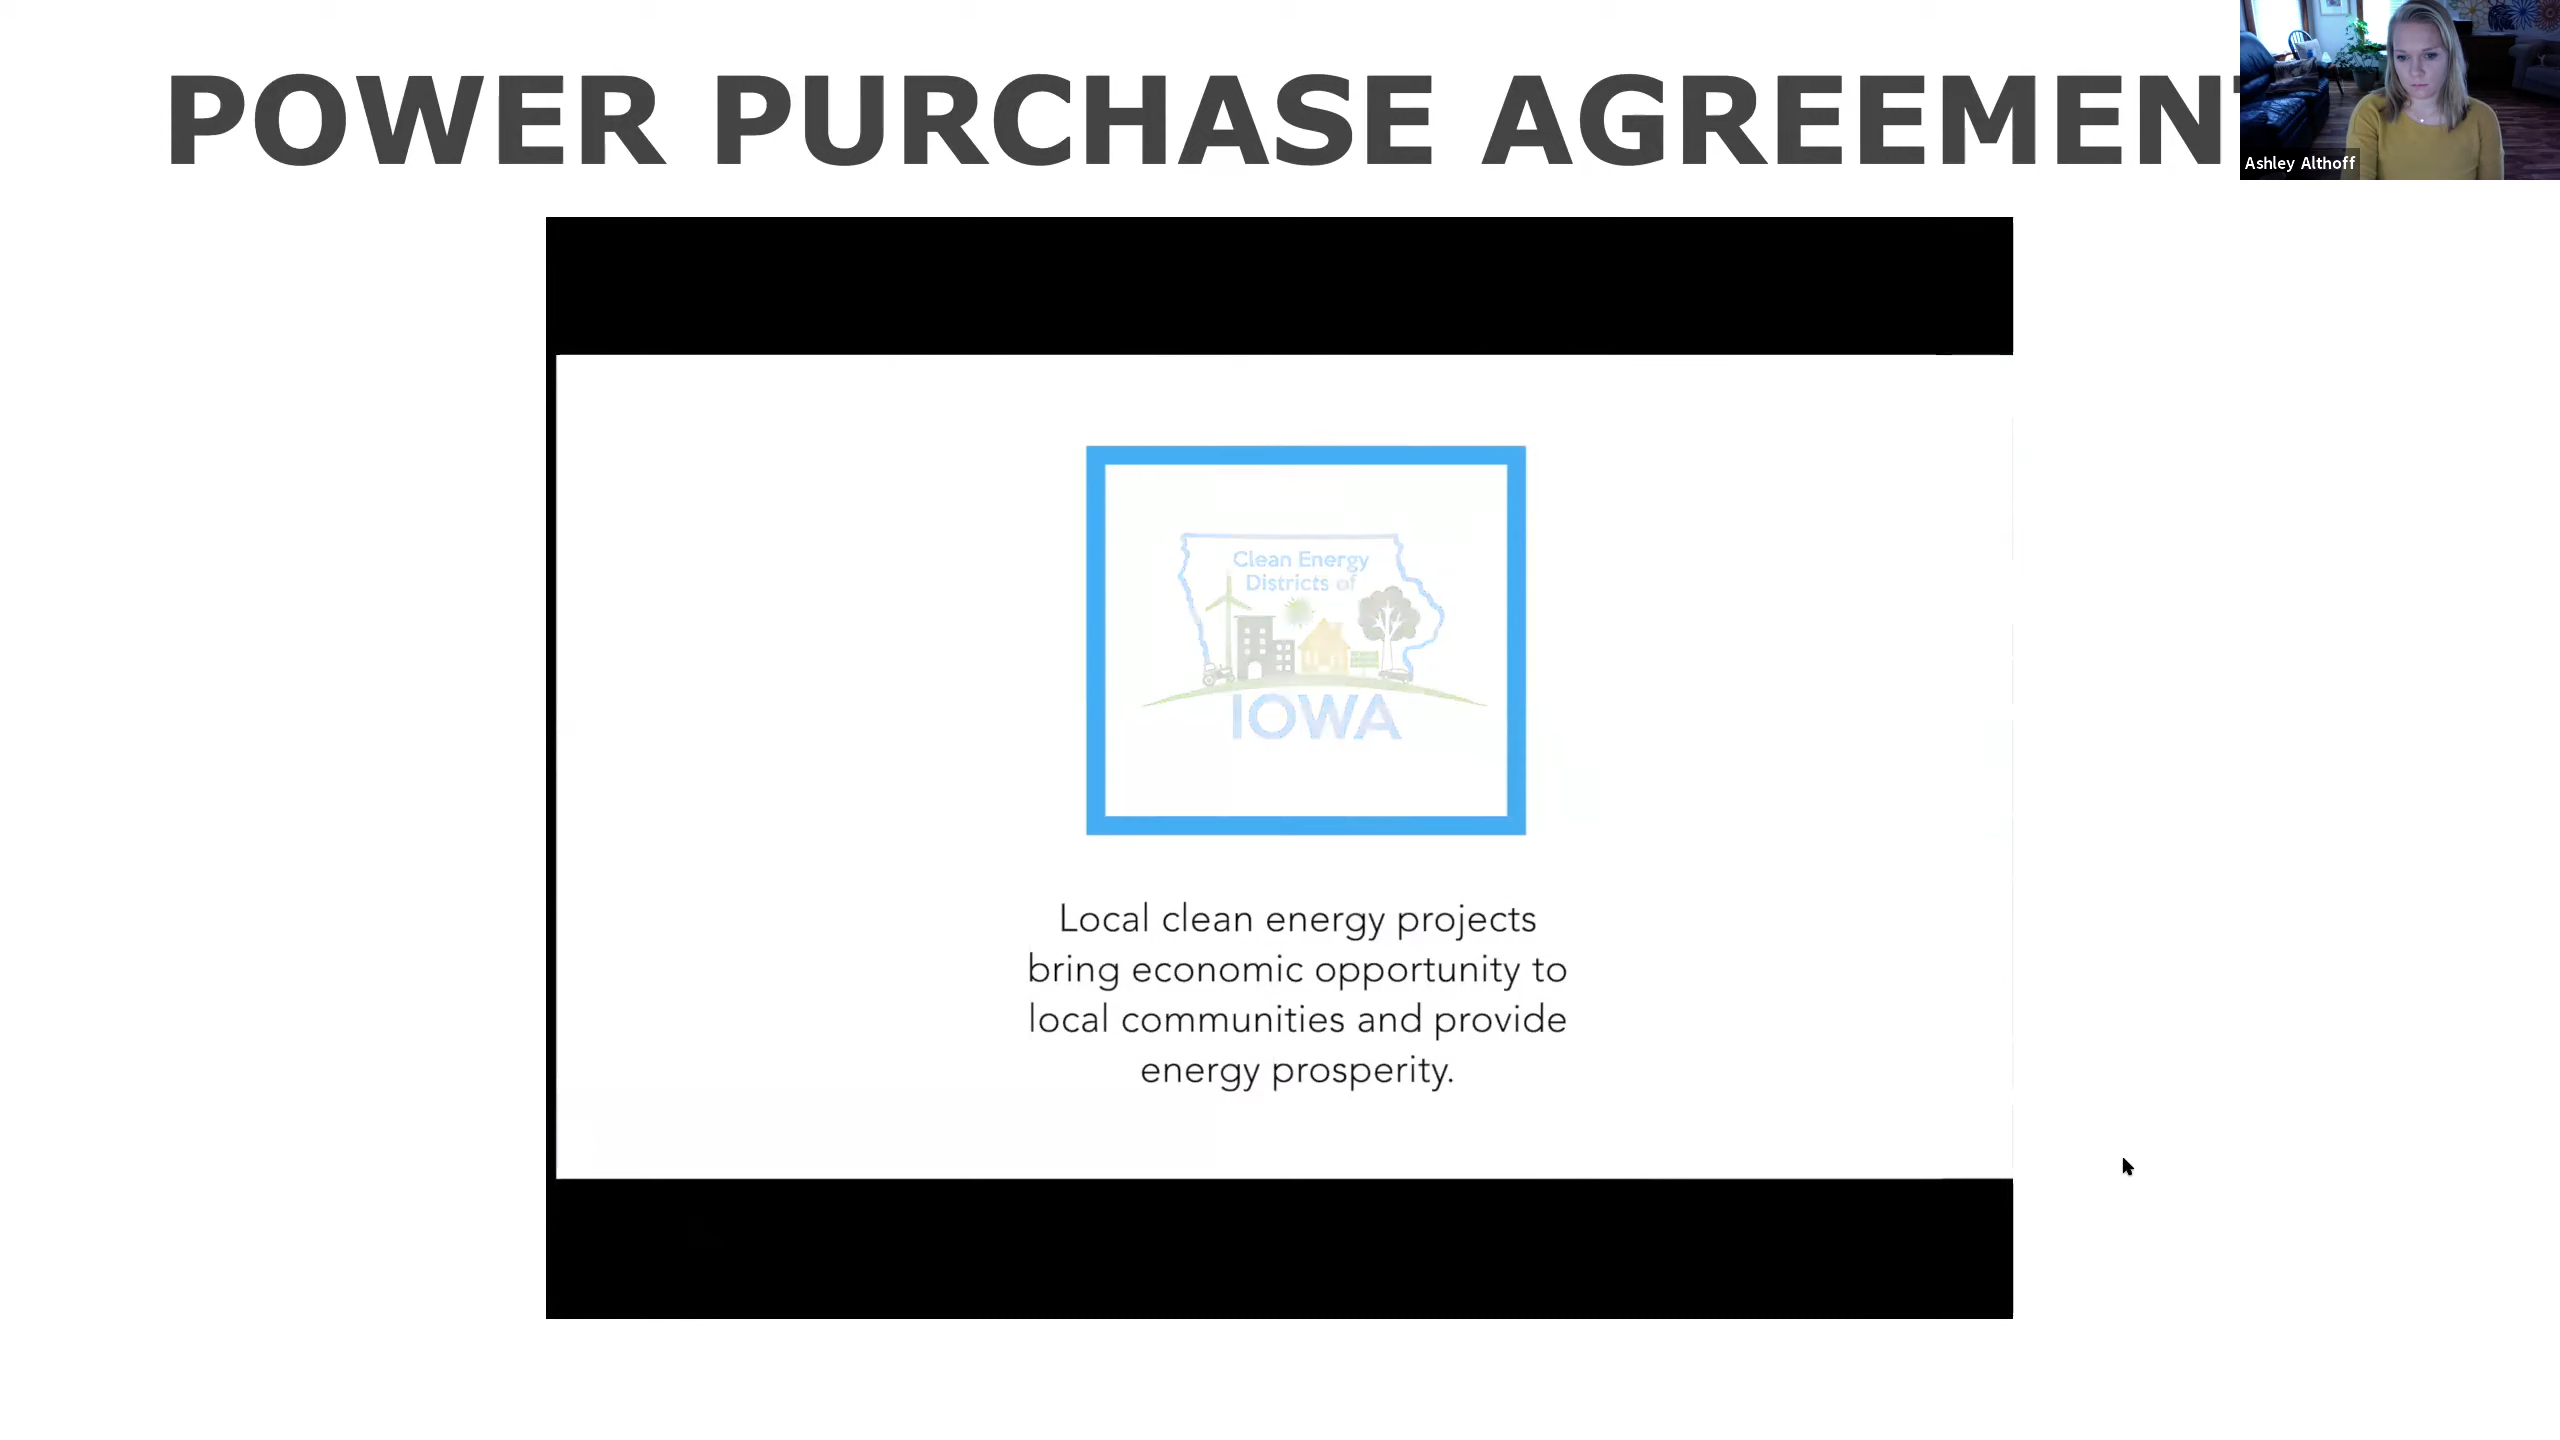 POWER PURCHASE AGREEMENT
Ashley Althoff
Clean Energy
Districts of
IOWA
Local clean energy projects
bring economic opportunity to
local communities and provide
energy prosperity.